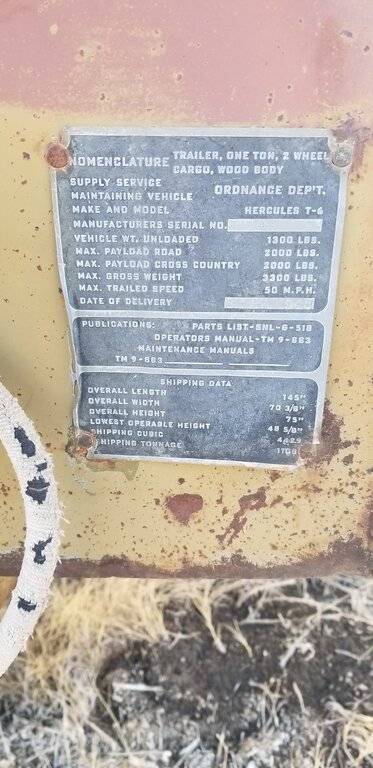 NOMENCLATURE TRAILER, ONE TON, 2 WHEEL
CARGO, WOOD BODY
SUPPLY SERVICE
MAINTAINING VEHICLE ORDNANCE DEP'T.
MAKE AND MODEL HERCULES T-6
MANUFACTURERS SERIAL NO.
VEHICLE WT. UNLOADED 1300 LBS.
MAX. PAYLOAD ROAD 2000 LBS.
MAX. PAYLOAD CROSS COUNTRY 2000 LBS.
MAX. GROSS WEIGHT 3300 LBS.
MAX. TRAILED SPEED 50 M.P.H.
DATE OF DELIVERY
PUBLICATIONS: PARTS LIST-SNL-G-518
OPERATORS MANUAL-TM 9-883
MAINTENANCE MANUALS
TM 9-883
SHIPPING DATA
OVERALL LENGTH 145"
OVERALL WIDTH 70 3/8"
OVERALL HEIGHT 75"
LOWEST OPERABLE HEIGHT 48 5/8"
SHIPPING CUBIC
SHIPPING TONNAGE